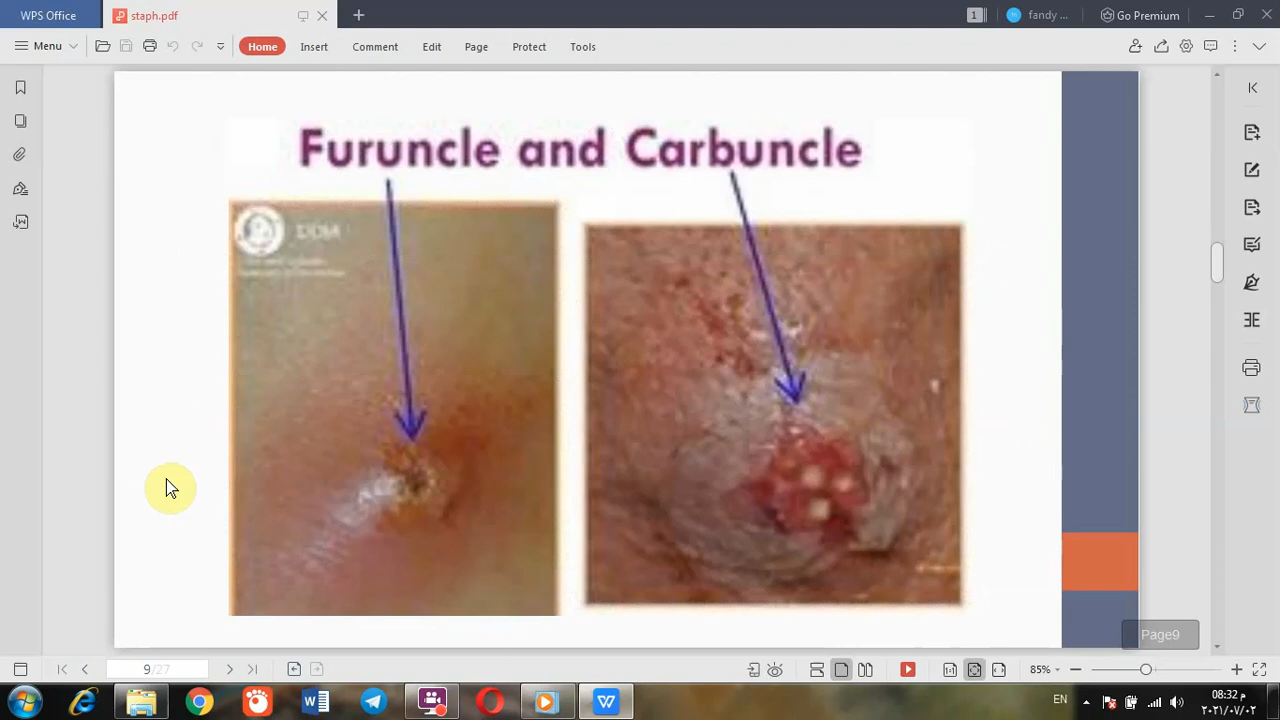 WPS Office
staph.pdf
1
fandy ...
Go Premium
Menu
Home
Insert
Comment
Edit
Page
Protect
Tools
Furuncle and Carbuncle
Page9
9/27
85%
EN
08:32 م
٢٠٢١/٠٧/٠٢